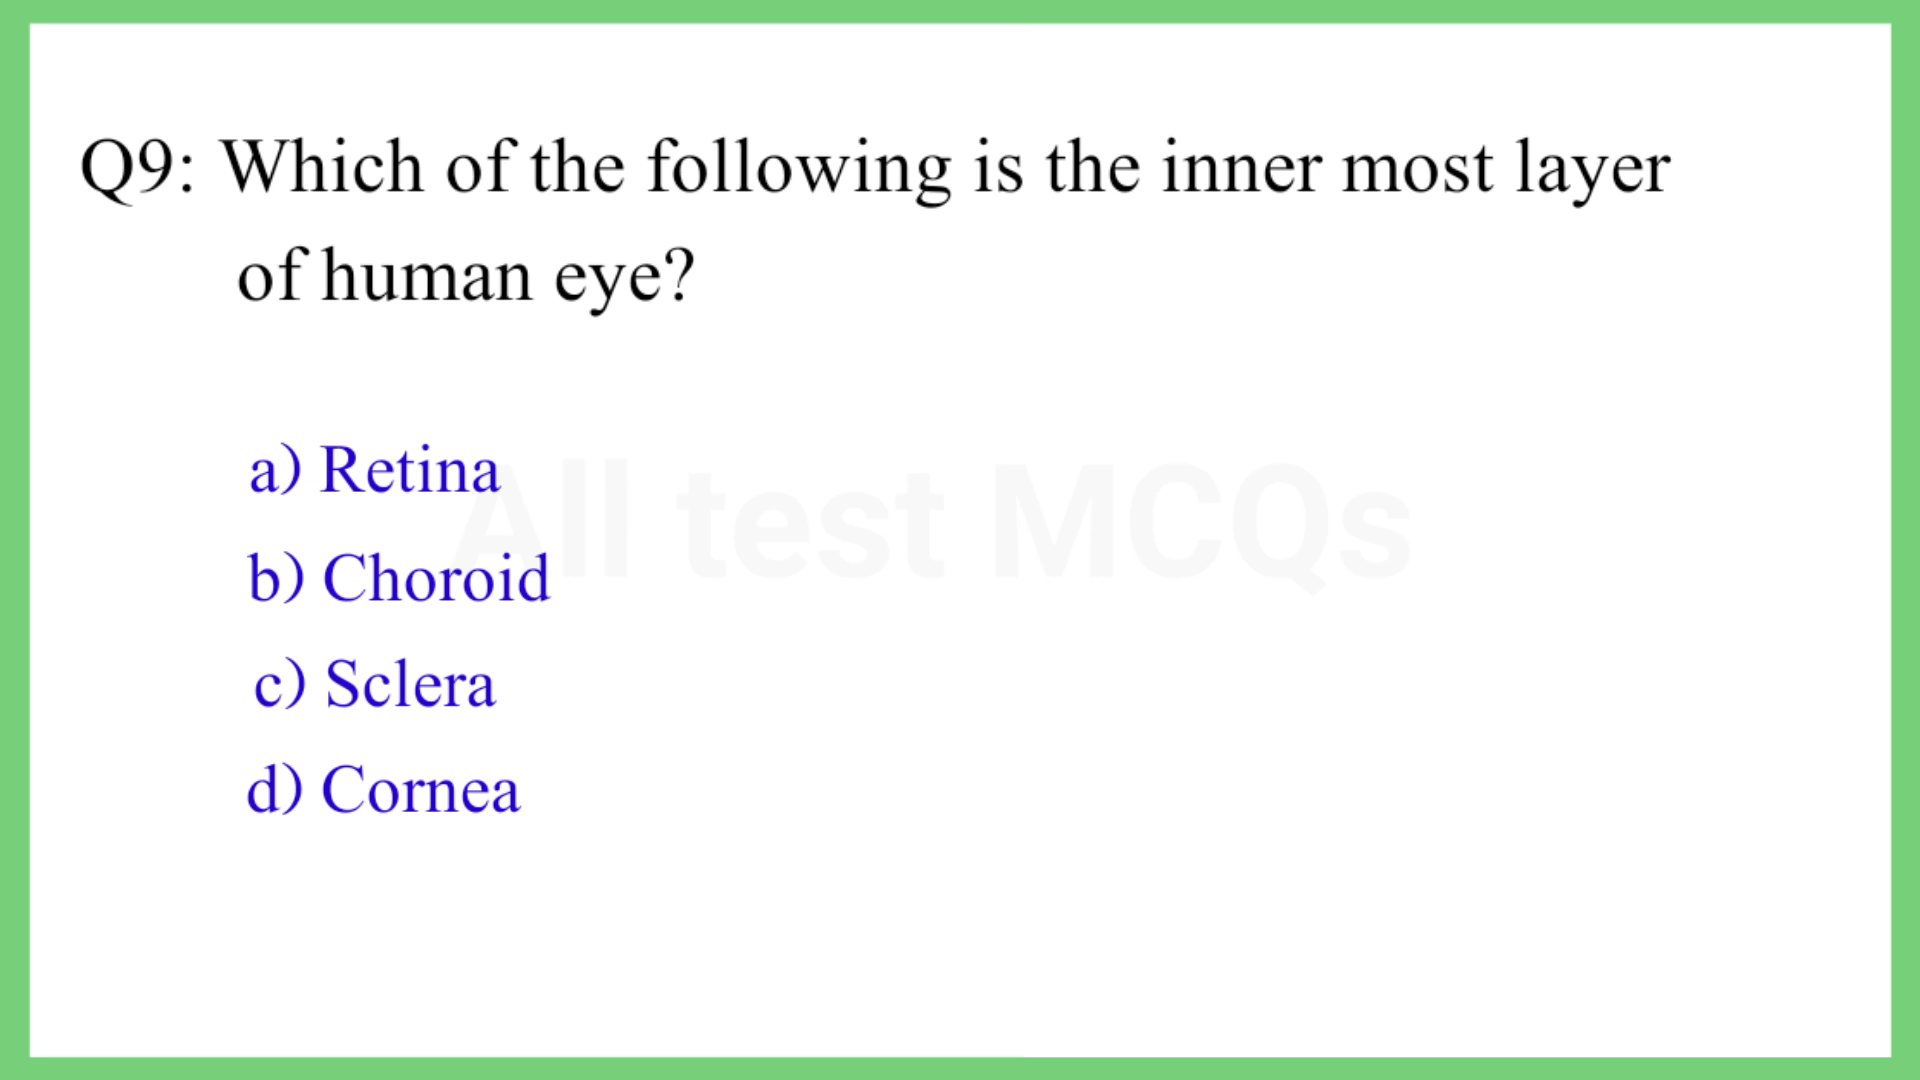 Q9: Which of the following is the inner most layer
of human eye?
a) Retina
All test MCQs
b) Choroid
c) Sclera
d) Cornea